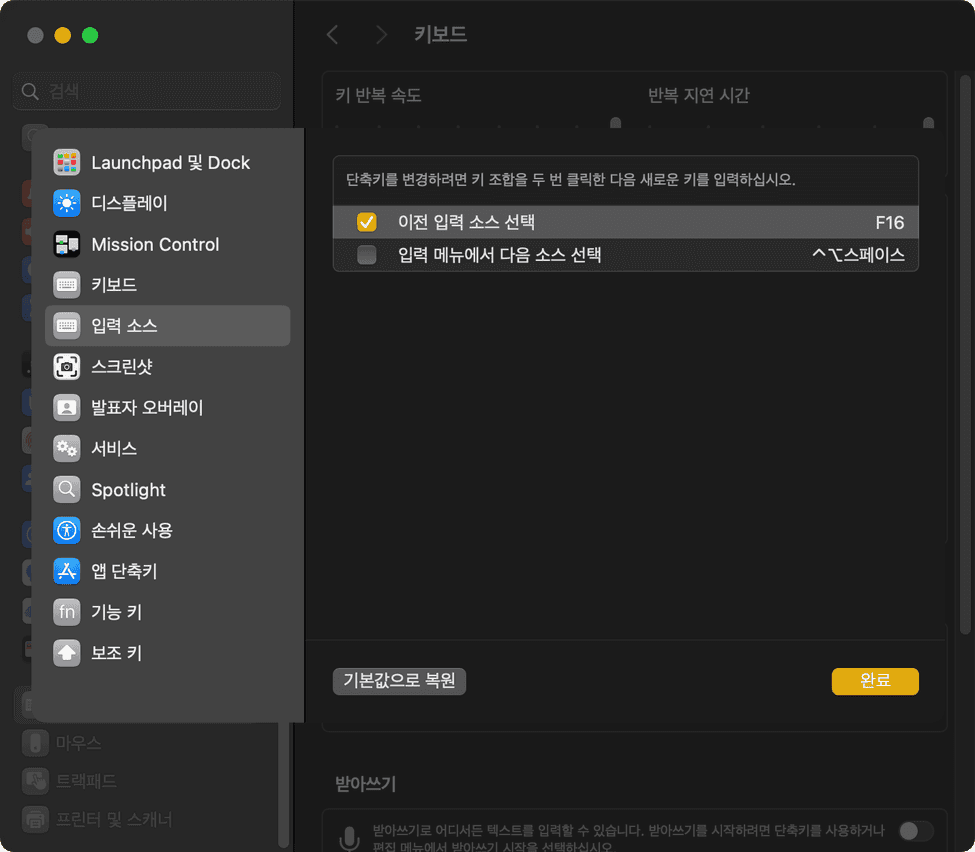 키보드
검색
키 반복 속도
반복 지연 시간
Launchpad 및 Dock
디스플레이
Mission Control
키보드
입력 소스
스크린샷
발표자 오버레이
서비스
Spotlight
손쉬운 사용
앱 단축키
fn 기능 키
보조 키
단축키를 변경하려면 키 조합을 두 번 클릭한 다음 새로운 키를 입력하십시오.
이전 입력 소스 선택 F16
입력 메뉴에서 다음 소스 선택 ^⌥스페이스
기본값으로 복원
완료
마우스
트랙패드
프린터 및 스캐너
받아쓰기
받아쓰기로 어디서든 텍스트를 입력할 수 있습니다. 받아쓰기를 시작하려면 단축키를 사용하거나
편집 메뉴에서 받아쓰기 시작을 선택하십시오